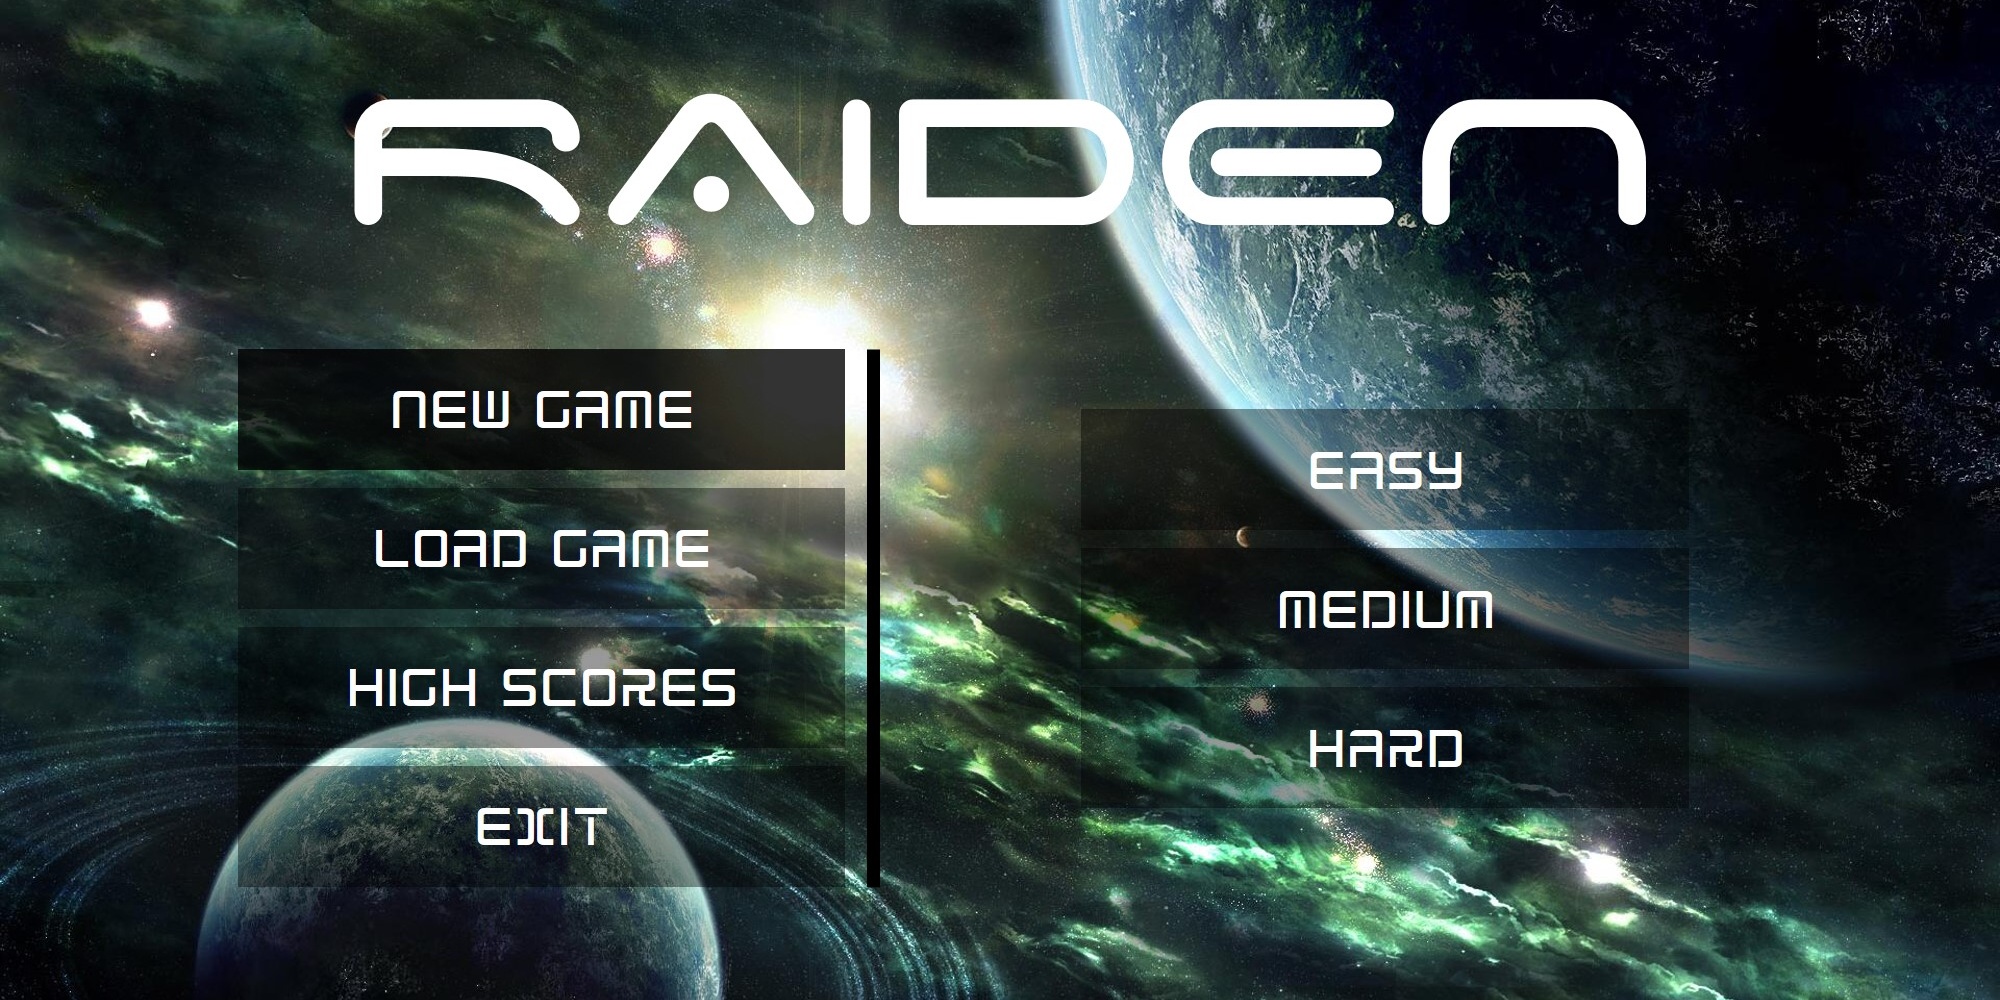 RAIDEN
NEW GAME
LOAD GAME
HIGH SCORES
EXIT
EASY
MEDIUM
HARD